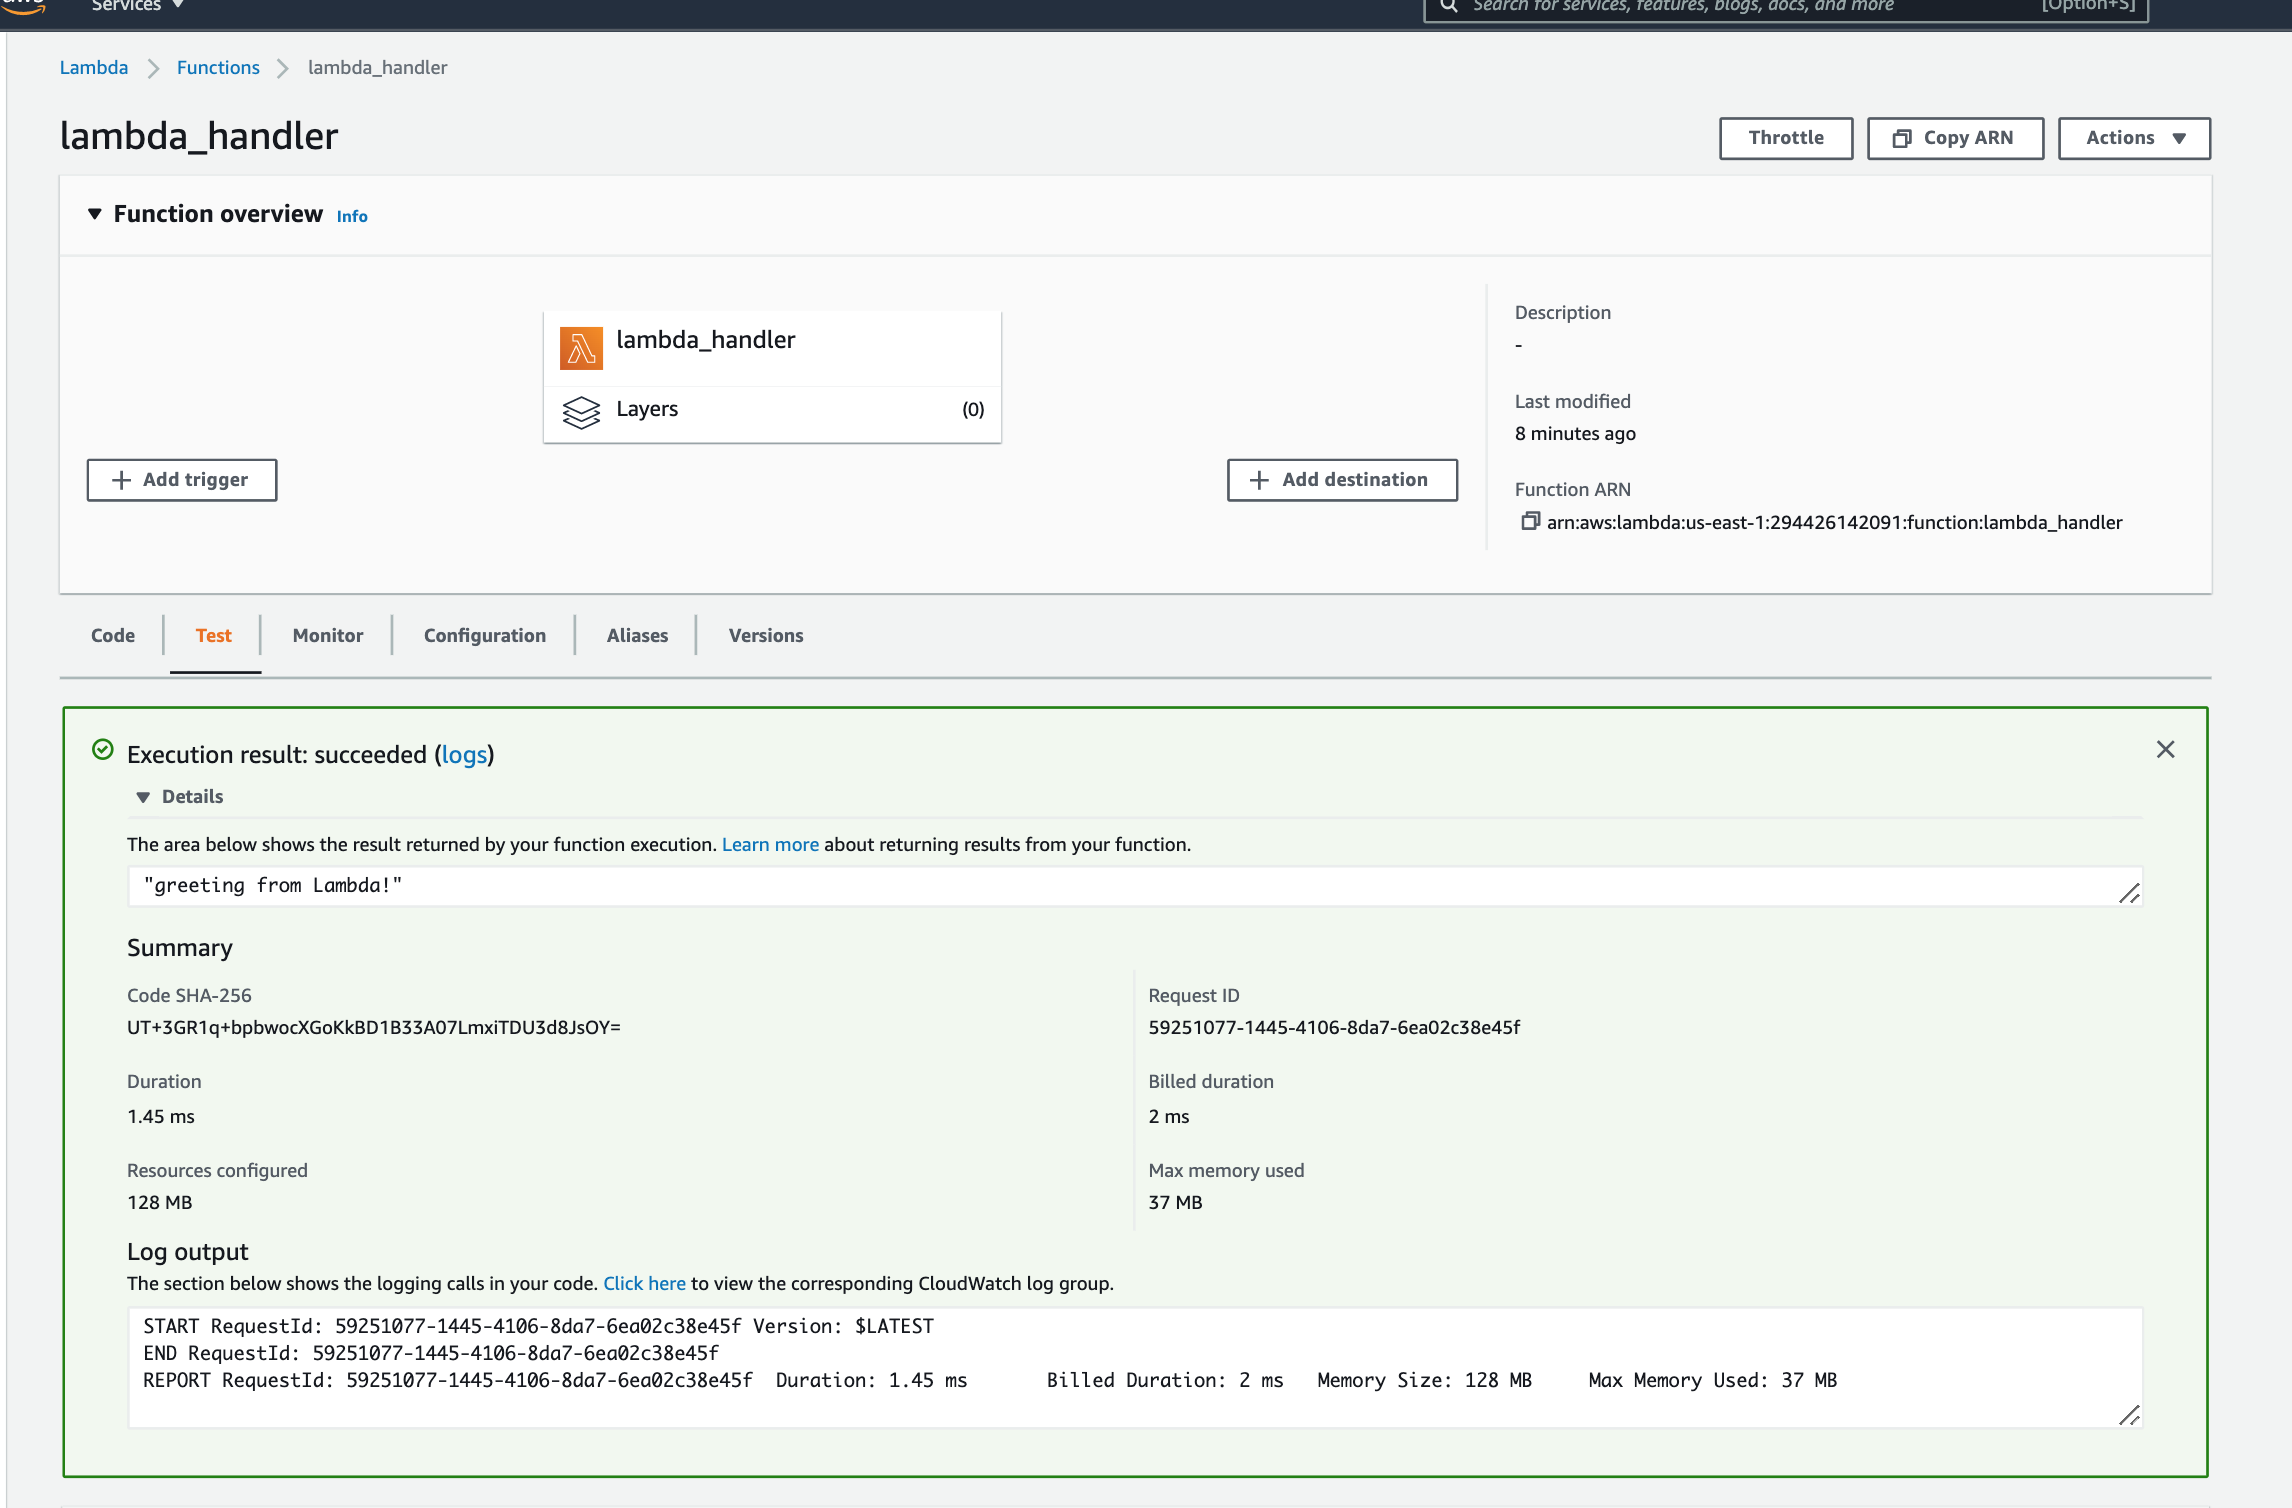 aws Services ▼ Search for services, features, blogs, docs, and more [Option+S]
Lambda > Functions > lambda_handler
lambda_handler
Throttle Copy ARN Actions ▼
▼ Function overview Info
lambda_handler
Layers (0)
+ Add trigger
+ Add destination
Description
-
Last modified
8 minutes ago
Function ARN
arn:aws:lambda:us-east-1:294426142091:function:lambda_handler
Code Test Monitor Configuration Aliases Versions
Execution result: succeeded (logs)
▼ Details
The area below shows the result returned by your function execution. Learn more about returning results from your function.
"greeting from Lambda!"
Summary
Code SHA-256
UT+3GR1q+bpbwocXGoKkBD1B33A07LmxiTDU3d8JsOY=
Request ID
59251077-1445-4106-8da7-6ea02c38e45f
Duration
1.45 ms
Billed duration
2 ms
Resources configured
128 MB
Max memory used
37 MB
Log output
The section below shows the logging calls in your code. Click here to view the corresponding CloudWatch log group.
START RequestId: 59251077-1445-4106-8da7-6ea02c38e45f Version: $LATEST
END RequestId: 59251077-1445-4106-8da7-6ea02c38e45f
REPORT RequestId: 59251077-1445-4106-8da7-6ea02c38e45f Duration: 1.45 ms Billed Duration: 2 ms Memory Size: 128 MB Max Memory Used: 37 MB